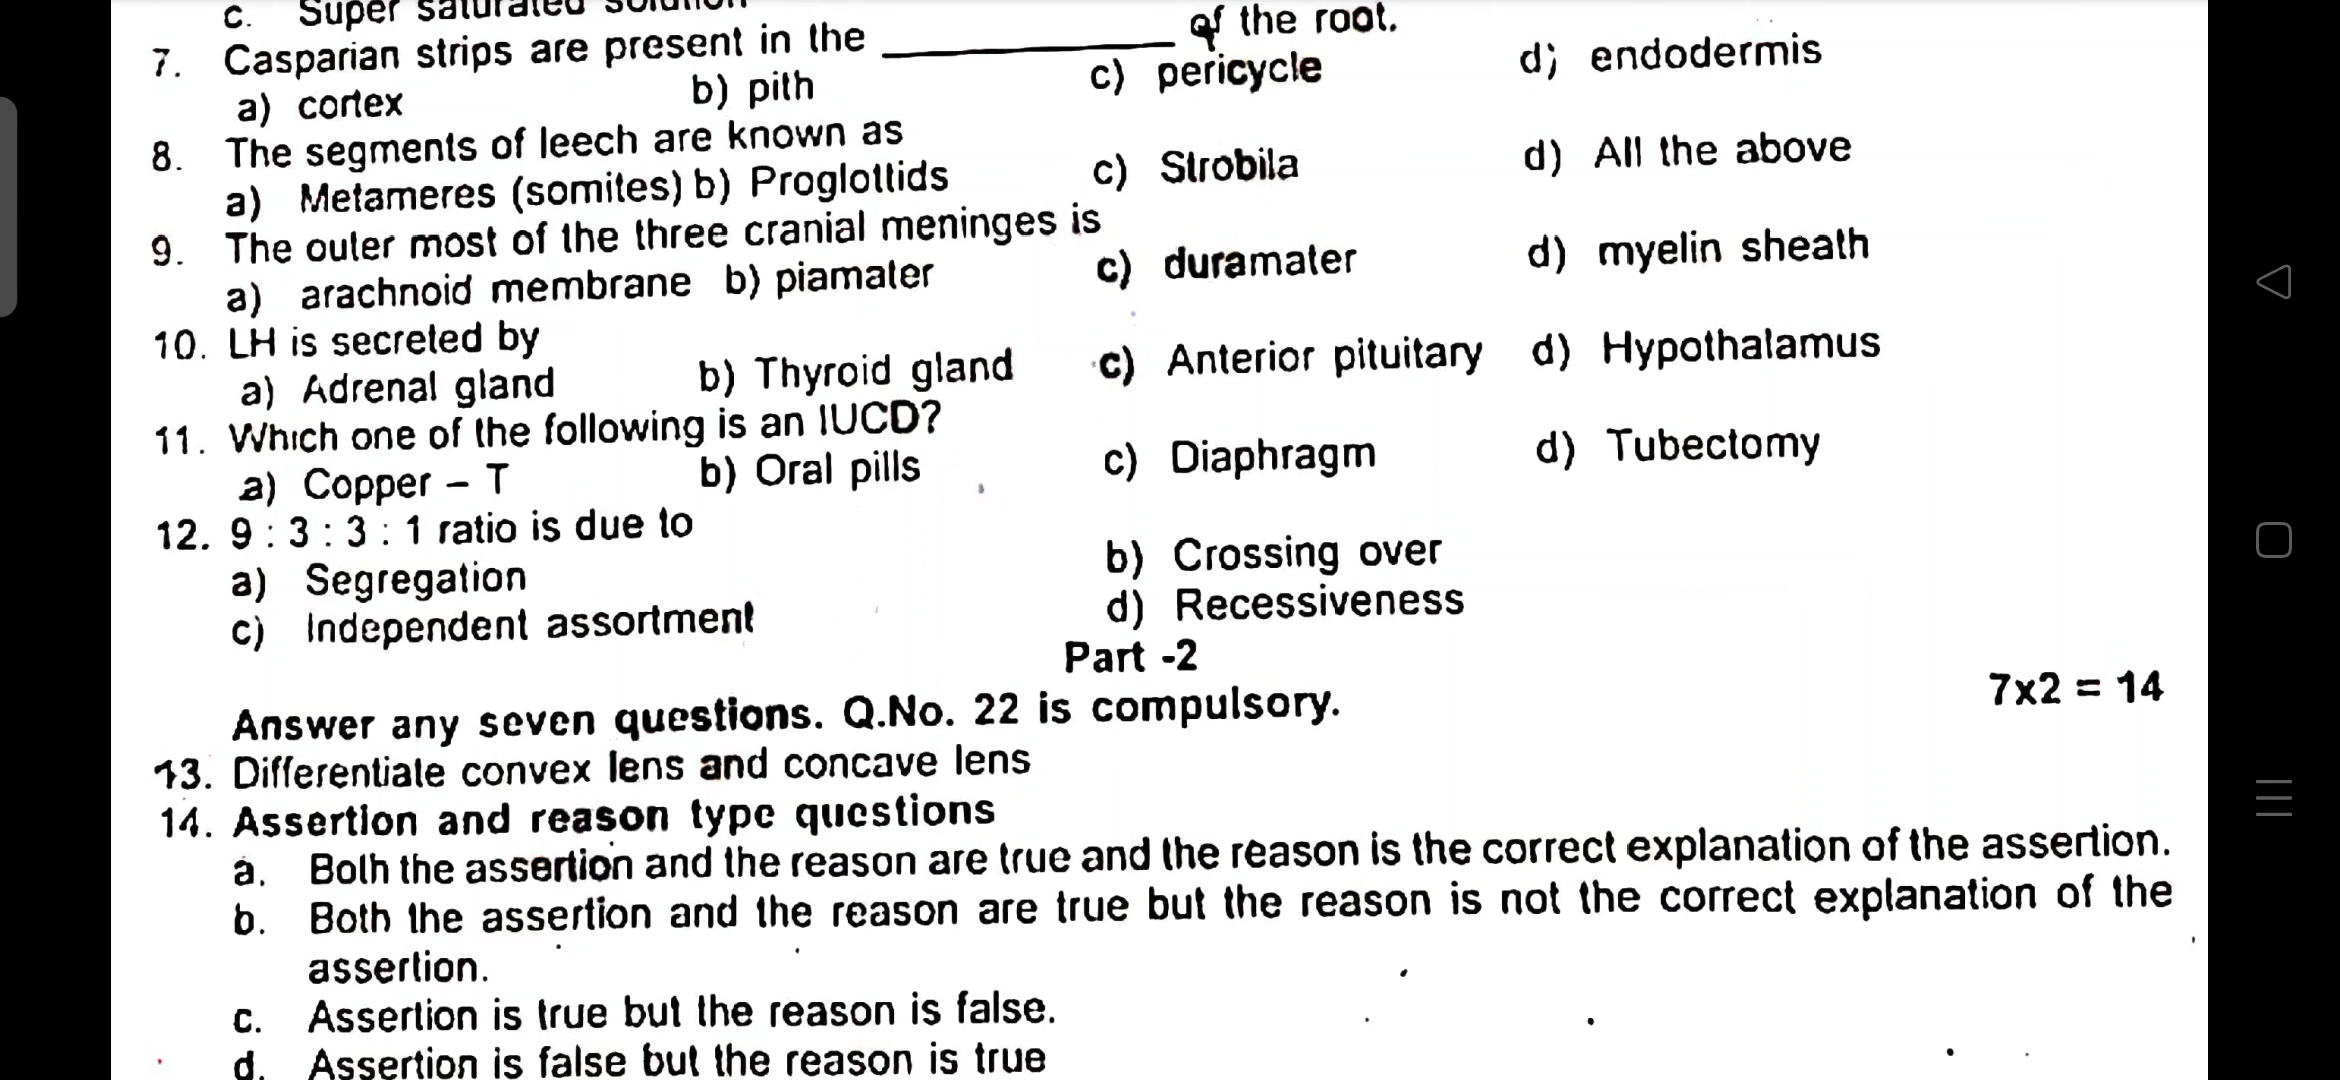 c. Super saturated solution
7. Casparian strips are present in the ____________ of the root.
a) cortex b) pith c) pericycle d) endodermis
8. The segments of leech are known as
a) Metameres (somites) b) Proglottids c) Strobila d) All the above
9. The outer most of the three cranial meninges is
a) arachnoid membrane b) piamater c) duramater d) myelin sheath
10. LH is secreted by
a) Adrenal gland b) Thyroid gland c) Anterior pituitary d) Hypothalamus
11. Which one of the following is an IUCD?
a) Copper – T b) Oral pills c) Diaphragm d) Tubectomy
12. 9 : 3 : 3 : 1 ratio is due to
a) Segregation b) Crossing over
c) Independent assortment d) Recessiveness
Part -2
Answer any seven questions. Q.No. 22 is compulsory. 7x2 = 14
13. Differentiate convex lens and concave lens
14. Assertion and reason type questions
a. Both the assertion and the reason are true and the reason is the correct explanation of the assertion.
b. Both the assertion and the reason are true but the reason is not the correct explanation of the
assertion.
c. Assertion is true but the reason is false.
d. Assertion is false but the reason is true